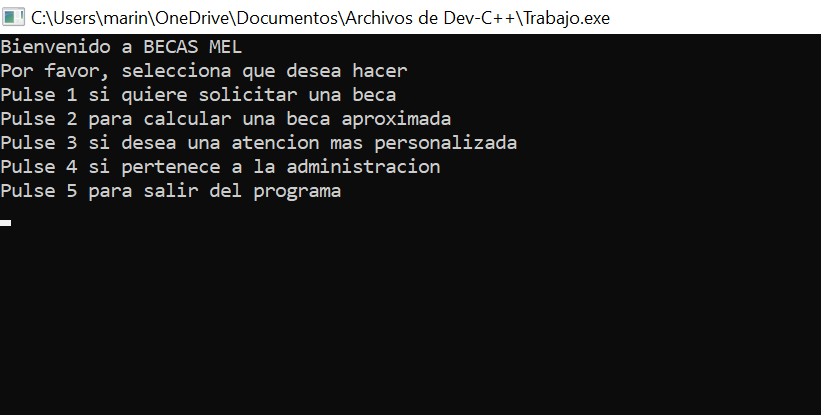 C:\Users\marin\OneDrive\Documentos\Archivos de Dev-C++\Trabajo.exe
Bienvenido a BECAS MEL
Por favor, selecciona que desea hacer
Pulse 1 si quiere solicitar una beca
Pulse 2 para calcular una beca aproximada
Pulse 3 si desea una atencion mas personalizada
Pulse 4 si pertenece a la administracion
Pulse 5 para salir del programa